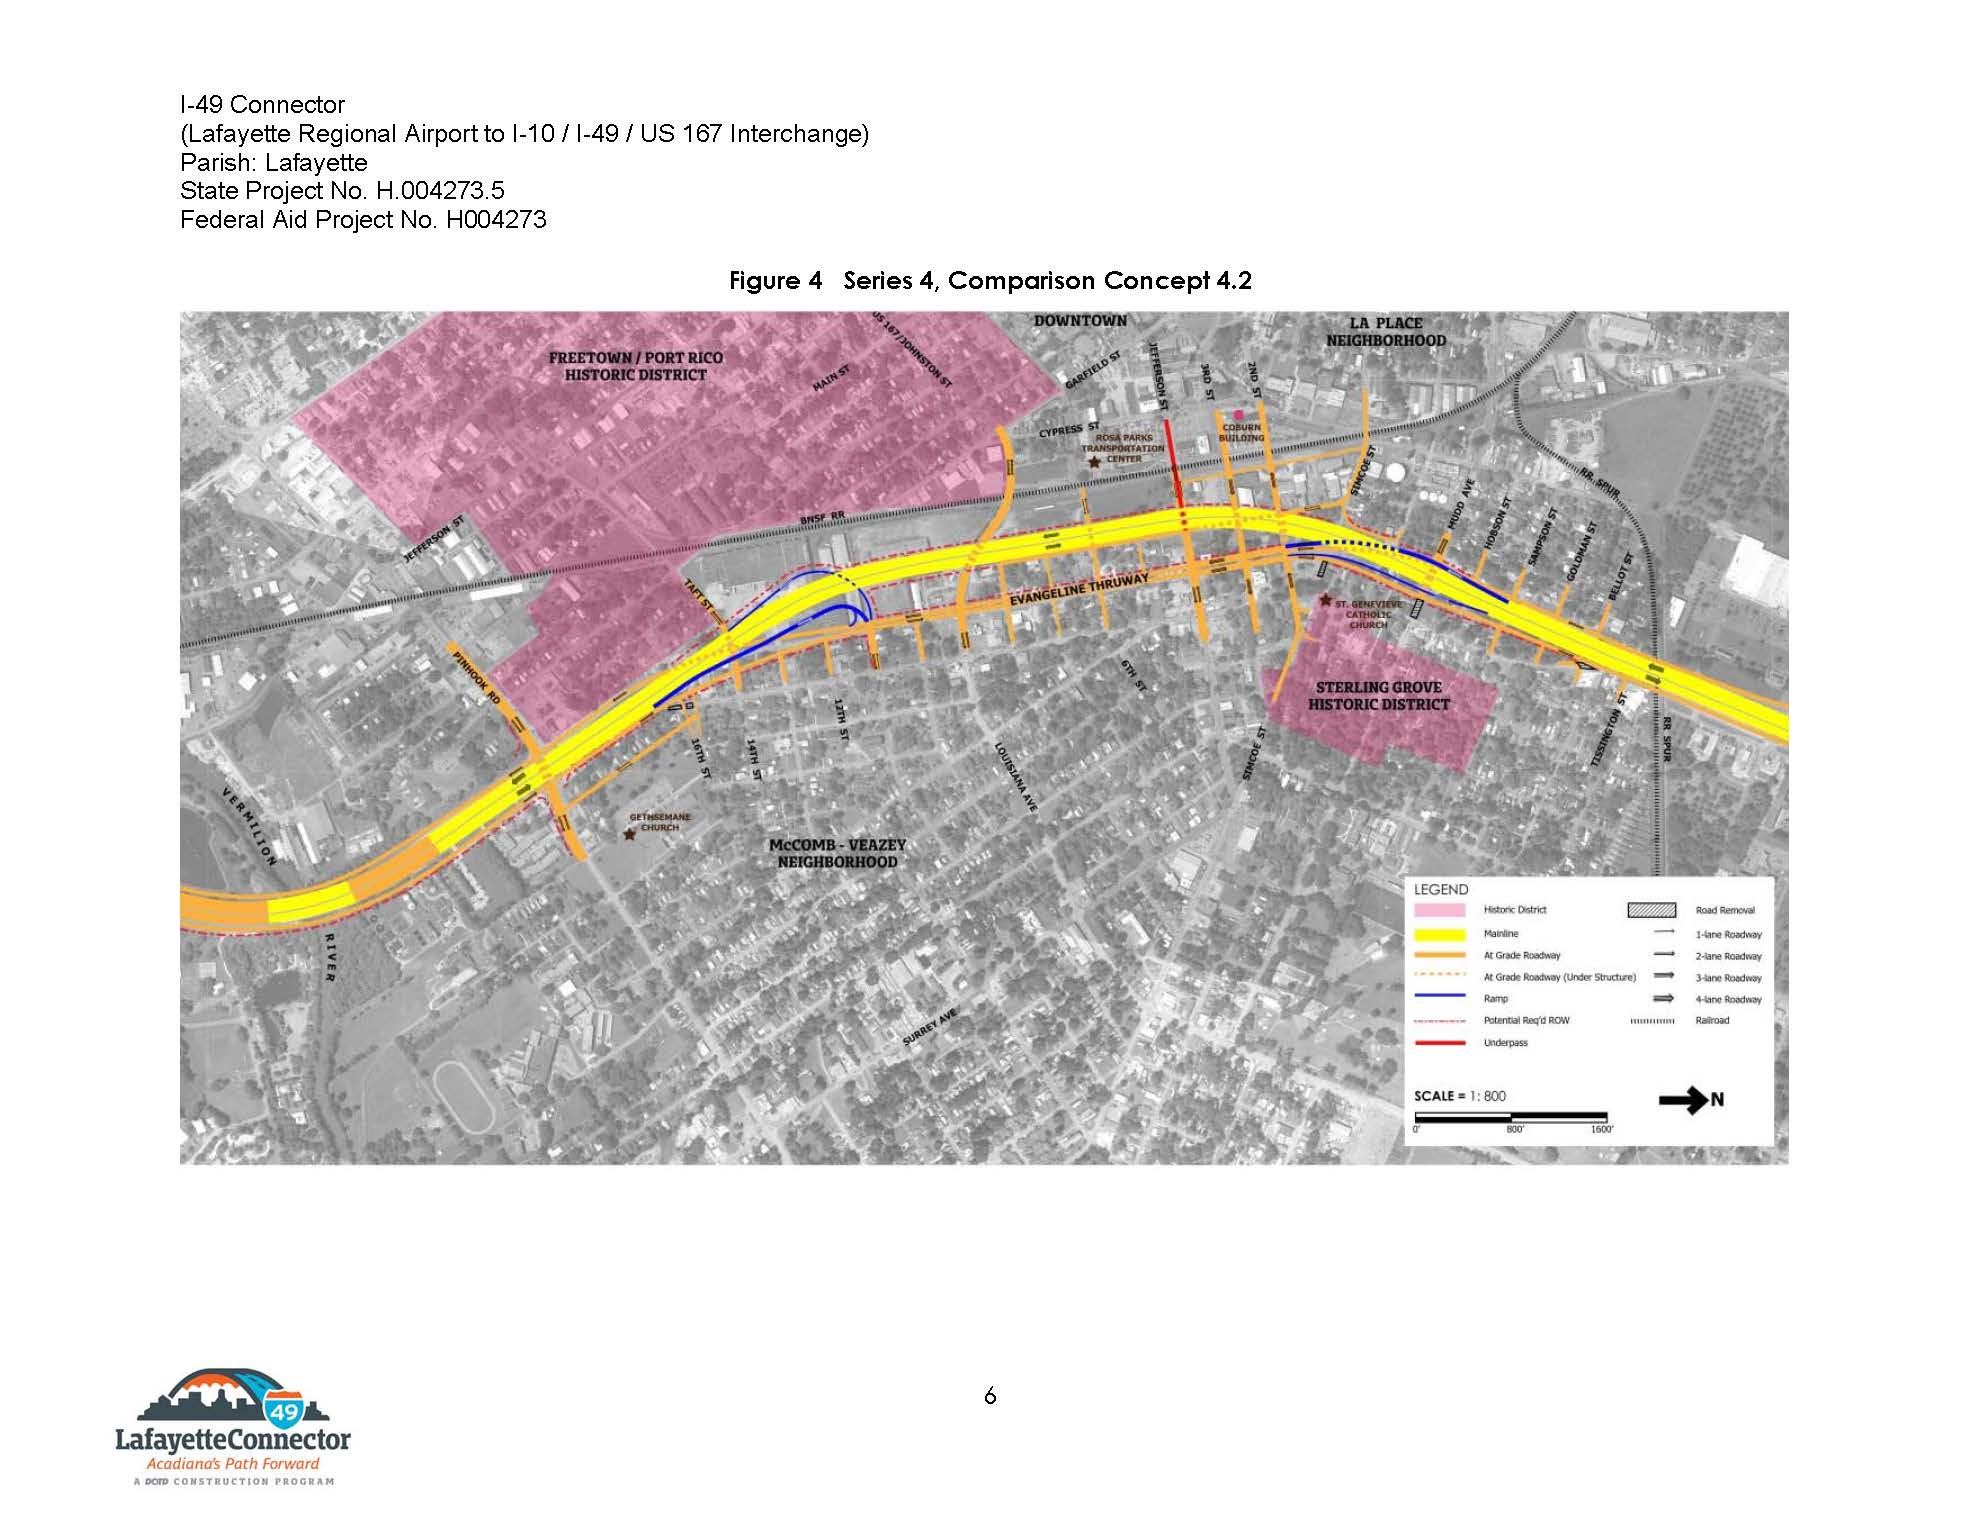 I-49 Connector
(Lafayette Regional Airport to I-10 / I-49 / US 167 Interchange)
Parish: Lafayette
State Project No. H.004273.5
Federal Aid Project No. H004273
Figure 4   Series 4, Comparison Concept 4.2
DOWNTOWN
LA PLACE
NEIGHBORHOOD
FREETOWN / PORT RICO
HISTORIC DISTRICT
US 167/JOHNSTON ST
MAIN ST
GARFIELD ST
JEFFERSON ST
3RD ST
2ND ST
CYPRESS ST
ROSA PARKS
TRANSPORTATION
CENTER
COBURN
BUILDING
SIMCOE ST
RR SPUR
MUDD AVE
HOBSON ST
SAMPSON ST
GOLDMAN ST
BELLOT ST
JEFFERSON ST
BNSF RR
TAFT ST
EVANGELINE THRUWAY
ST. GENEVIEVE
CATHOLIC
CHURCH
PINHOOK RD
6TH ST
STERLING GROVE
HISTORIC DISTRICT
12TH ST
14TH ST
16TH ST
LOUISIANA AVE
SIMCOE ST
TISSINGTON ST
RR SPUR
VERMILION
RIVER
GETHSEMANE
CHURCH
McCOMB - VEAZEY
NEIGHBORHOOD
SURREY AVE
LEGEND
Historic District
Road Removal
Mainline
1-lane Roadway
At Grade Roadway
2-lane Roadway
At Grade Roadway (Under Structure)
3-lane Roadway
Ramp
4-lane Roadway
Potential Req'd ROW
Railroad
Underpass
SCALE = 1: 800
N
0'
800'
1600'
6
49
LafayetteConnector
Acadiana's Path Forward
A DOTD CONSTRUCTION PROGRAM